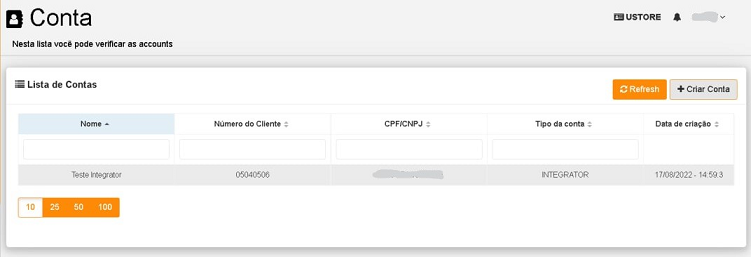 Conta
USTORE
Nesta lista você pode verificar as accounts
Lista de Contas
Refresh
Criar Conta
Nome
Número do Cliente
CPF/CNPJ
Tipo da conta
Data de criação
Teste Integrator
05040506
INTEGRATOR
17/08/2022 - 14:59:3
10
25
50
100